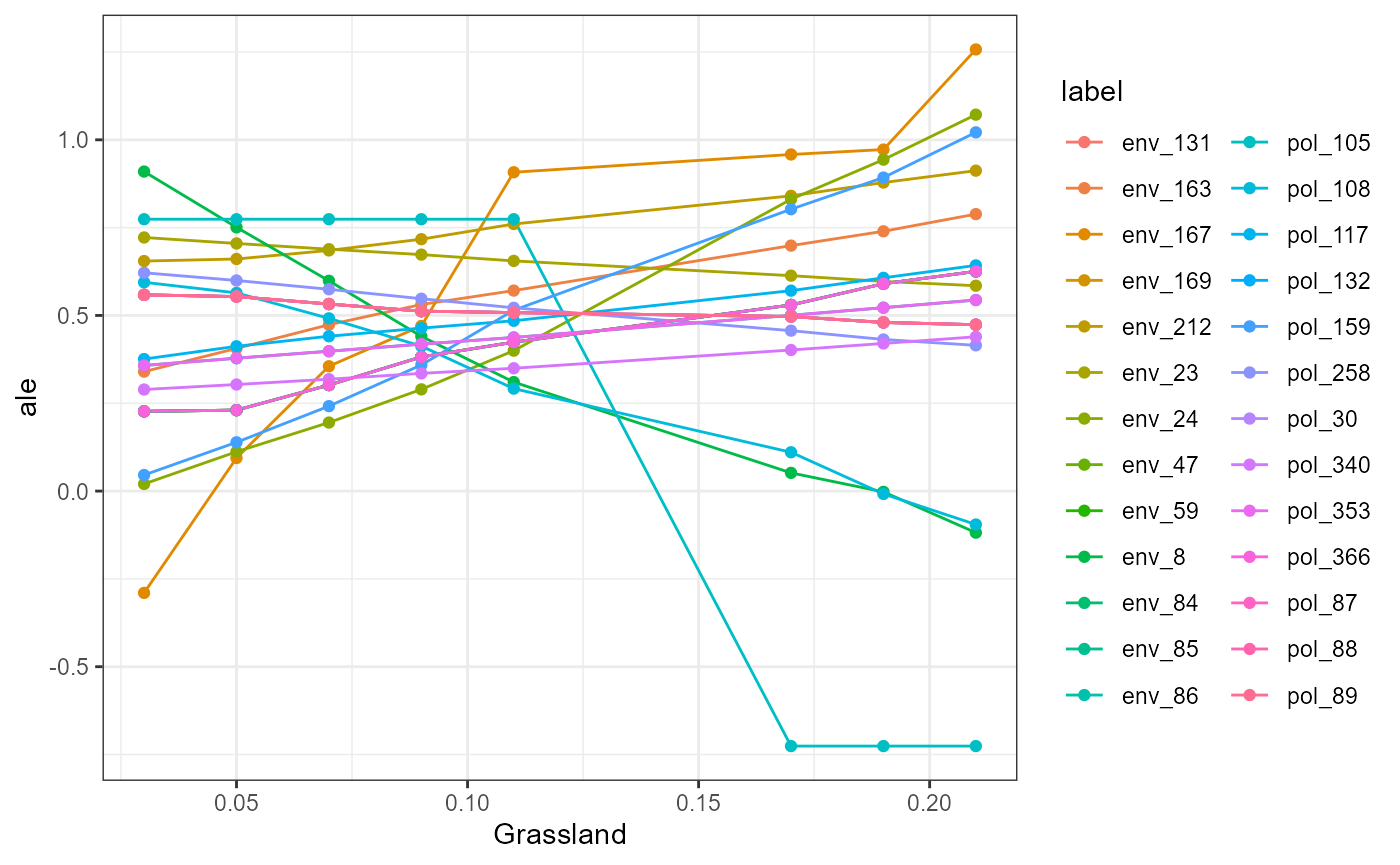 label
env_131 pol_105
env_163 pol_108
env_167 pol_117
env_169 pol_132
env_212 pol_159
env_23 pol_258
env_24 pol_30
env_47 pol_340
env_59 pol_353
env_8 pol_366
env_84 pol_87
env_85 pol_88
env_86 pol_89
ale
1.0
0.5
0.0
-0.5
0.05 0.10 0.15 0.20
Grassland